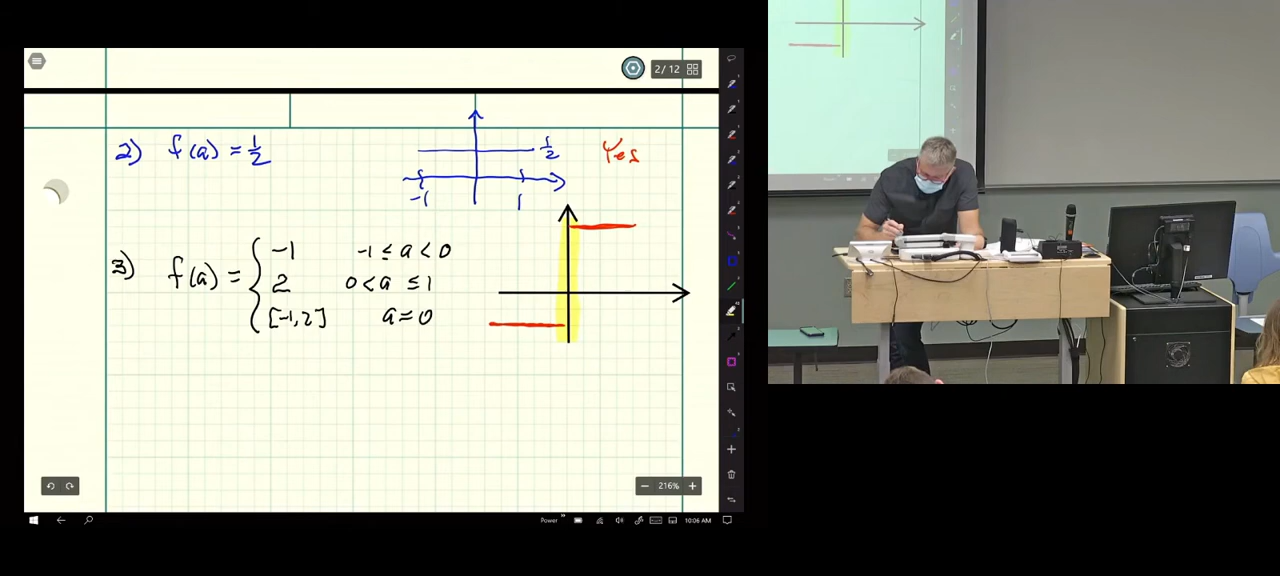 2/12
2) f(a) = 1/2
1/2
Yes
-1
1
3) f(a) = { -1 -1 ≤ a < 0
2 0 < a ≤ 1
[-1,2] a = 0
216%
Power
10:06 AM